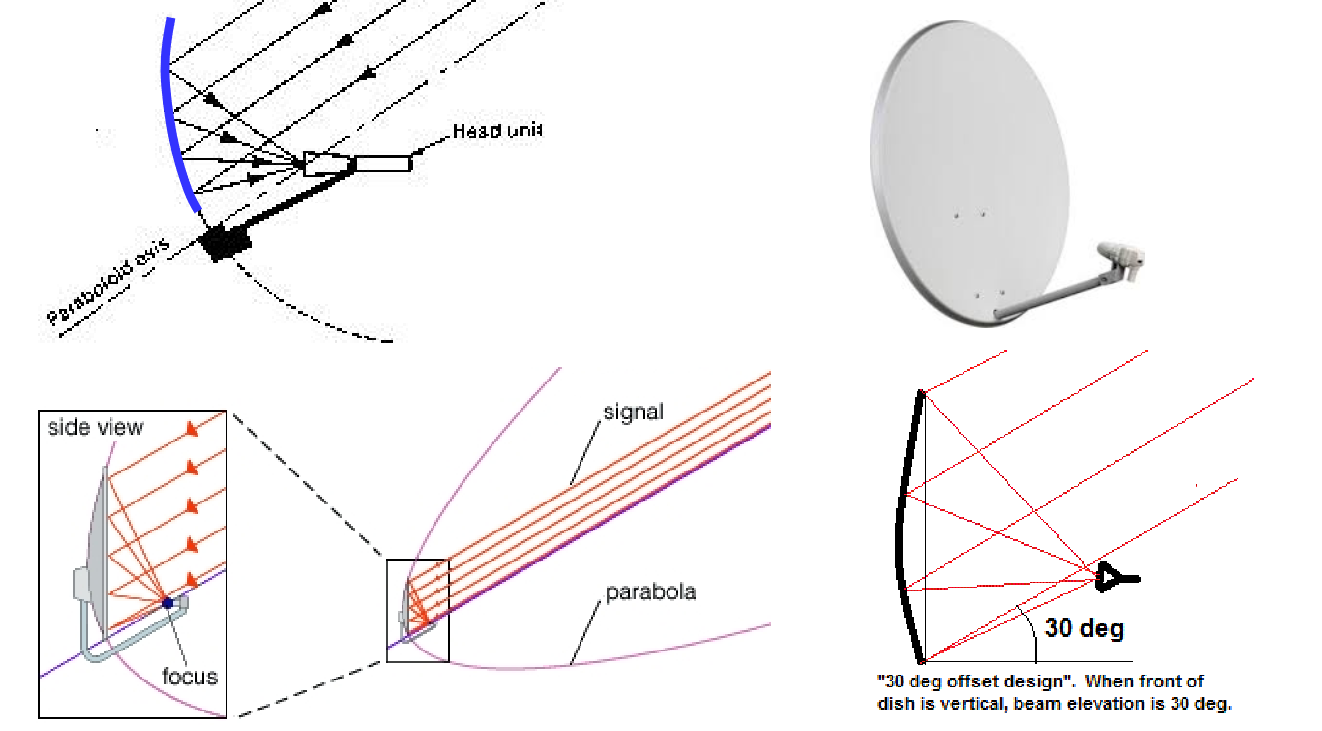 Head unit
Paraboloid axis
side view
focus
signal
parabola
30 deg
"30 deg offset design". When front of
dish is vertical, beam elevation is 30 deg.